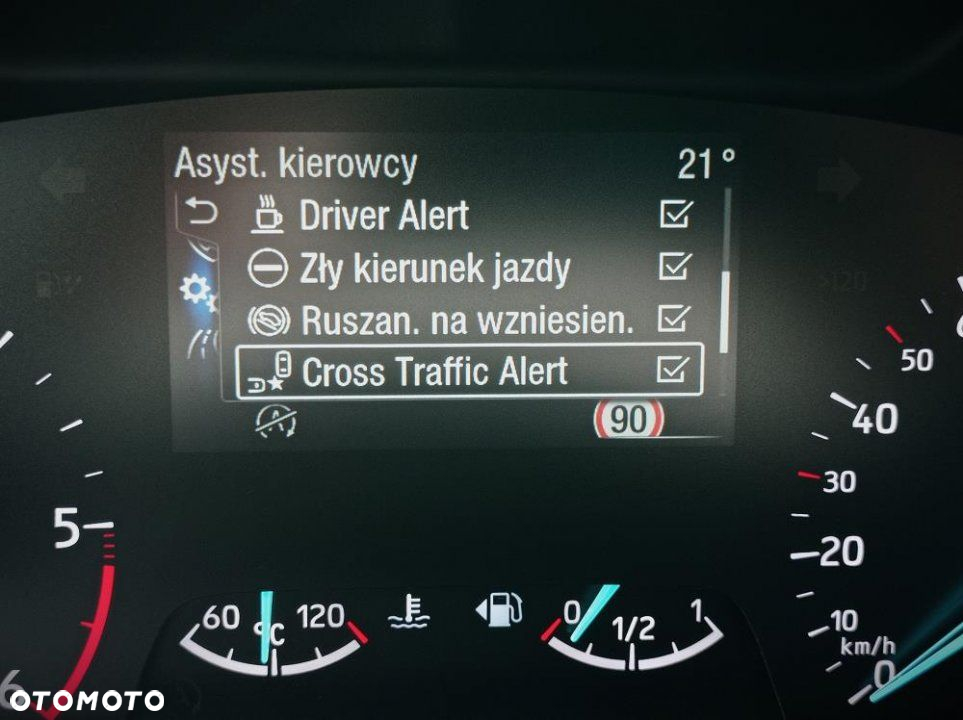 Asyst. kierowcy 21°
Driver Alert
Zły kierunek jazdy
Ruszan. na wzniesien.
Cross Traffic Alert
90
50
40
30
20
10
km/h
0
5
6
60 120
°C
0 1/2 1
OTOMOTO